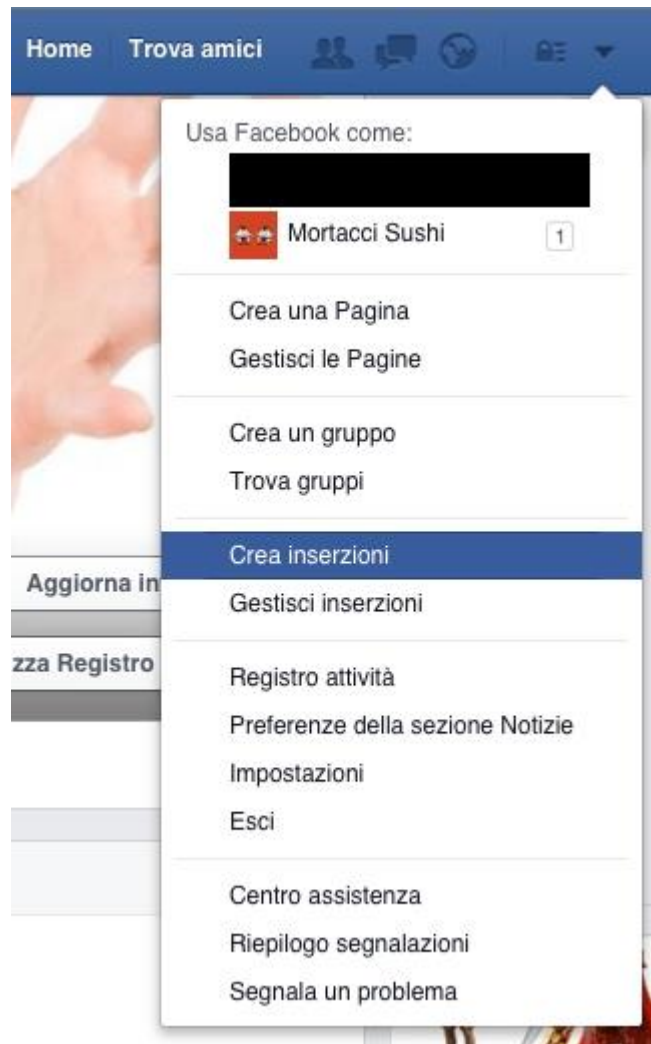 Home Trova amici
Usa Facebook come:
Mortacci Sushi 1
Crea una Pagina
Gestisci le Pagine
Crea un gruppo
Trova gruppi
Crea inserzioni
Aggiorna in
Gestisci inserzioni
zza Registro
Registro attività
Preferenze della sezione Notizie
Impostazioni
Esci
Centro assistenza
Riepilogo segnalazioni
Segnala un problema